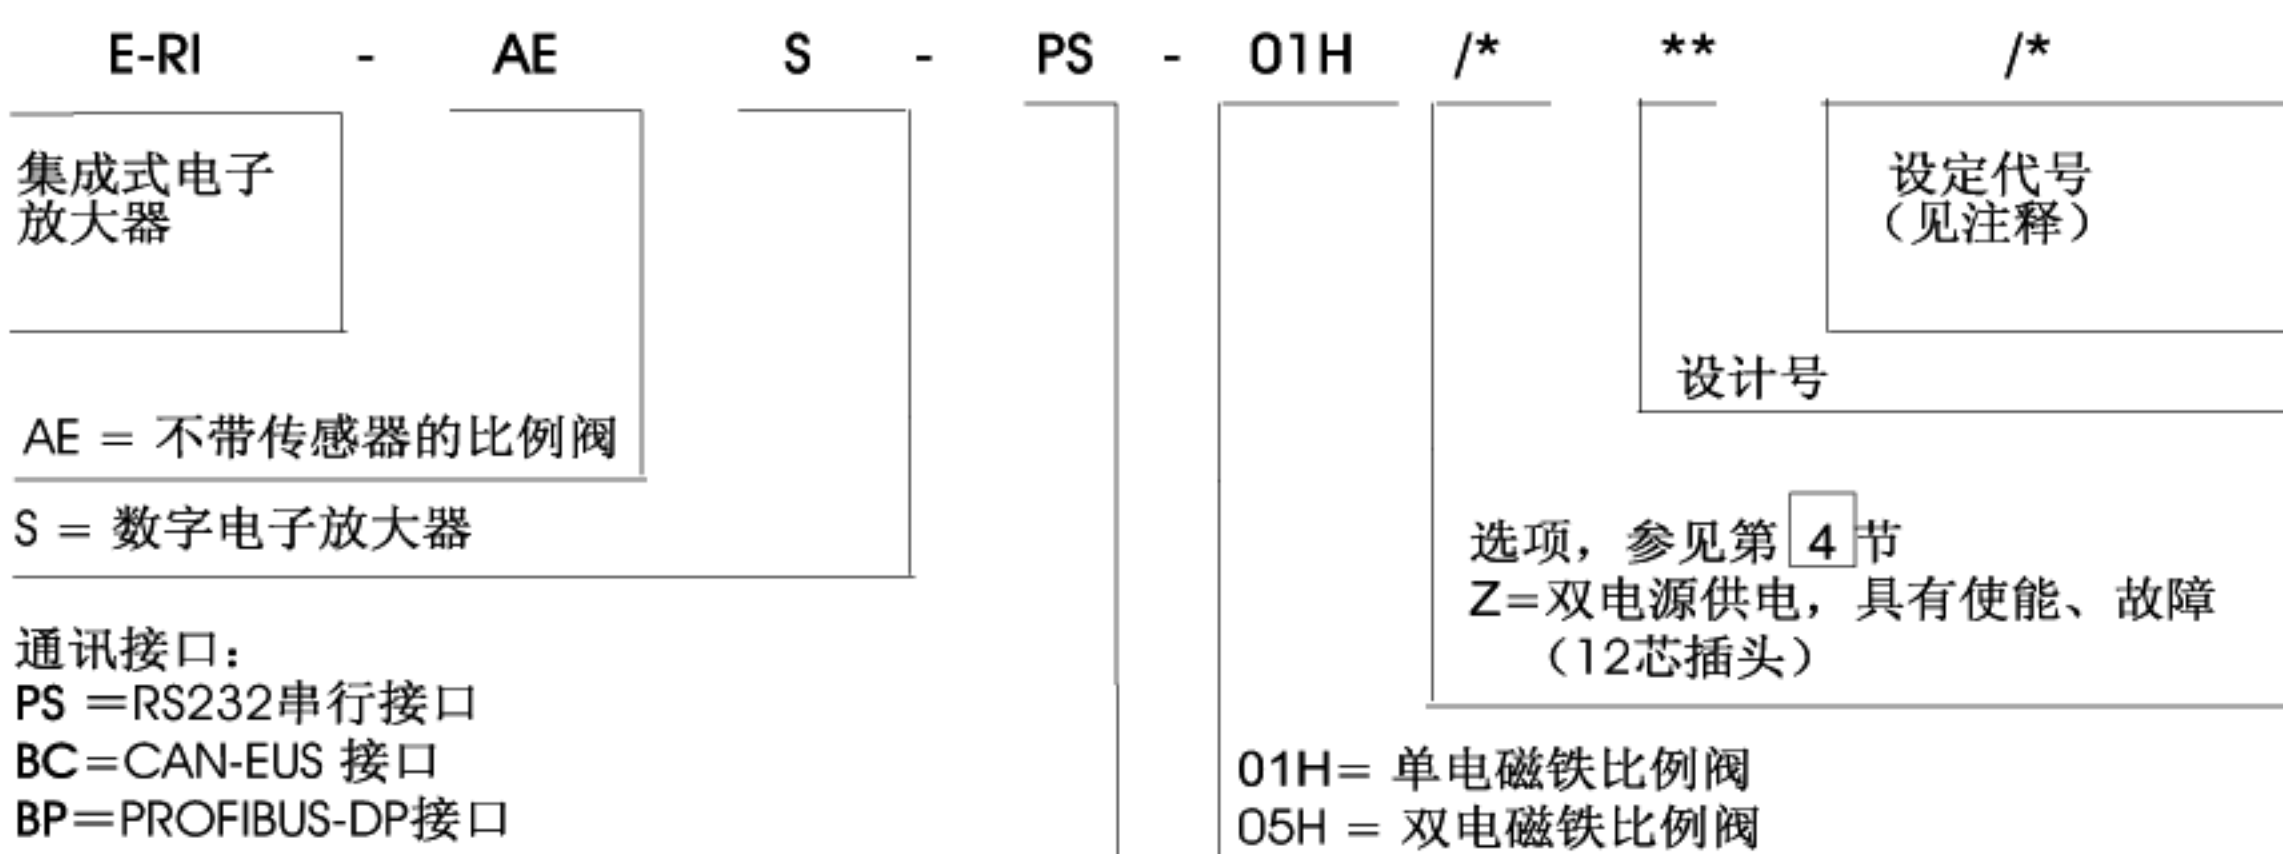 E-RI - AE S - PS - 01H /* ** /*
集成式电子
放大器
设定代号
（见注释）
设计号
AE = 不带传感器的比例阀
S = 数字电子放大器
选项，参见第 4 节
Z=双电源供电，具有使能、故障
（12芯插头）
通讯接口：
PS =RS232串行接口
BC=CAN-EUS 接口
BP=PROFIBUS-DP接口
01H= 单电磁铁比例阀
05H = 双电磁铁比例阀